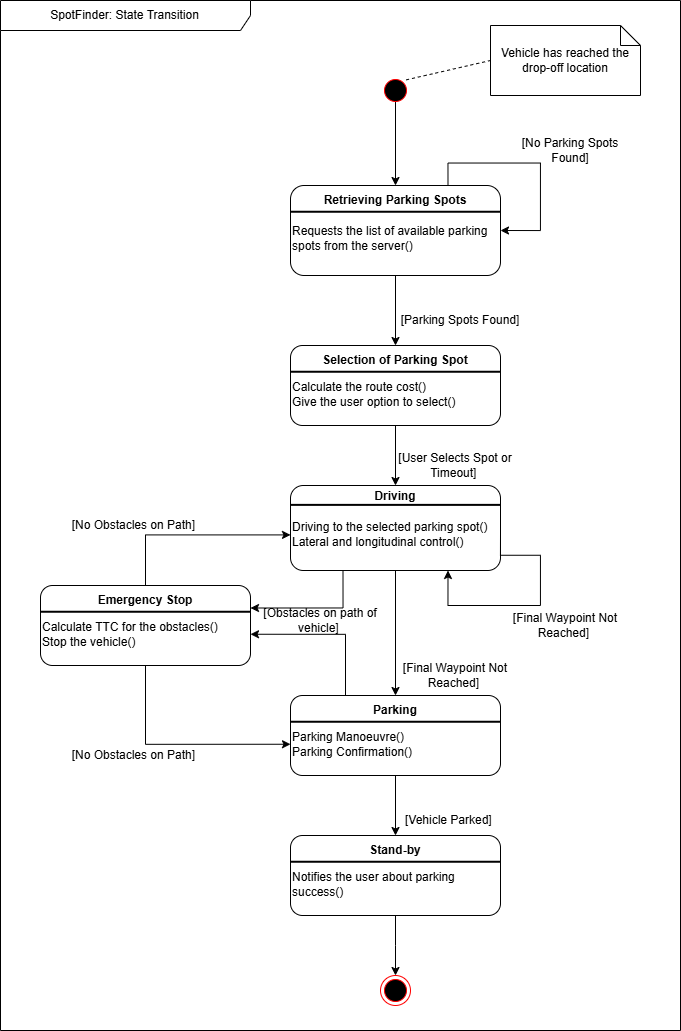 SpotFinder: State Transition
Vehicle has reached the
drop-off location
[No Parking Spots
Found]
Retrieving Parking Spots
Requests the list of available parking
spots from the server()
[Parking Spots Found]
Selection of Parking Spot
Calculate the route cost()
Give the user option to select()
[User Selects Spot or
Timeout]
Driving
Driving to the selected parking spot()
Lateral and longitudinal control()
[No Obstacles on Path]
Emergency Stop
Calculate TTC for the obstacles()
Stop the vehicle()
[Obstacles on path of
vehicle]
[Final Waypoint Not
Reached]
[Final Waypoint Not
Reached]
Parking
Parking Manoeuvre()
Parking Confirmation()
[No Obstacles on Path]
[Vehicle Parked]
Stand-by
Notifies the user about parking
success()